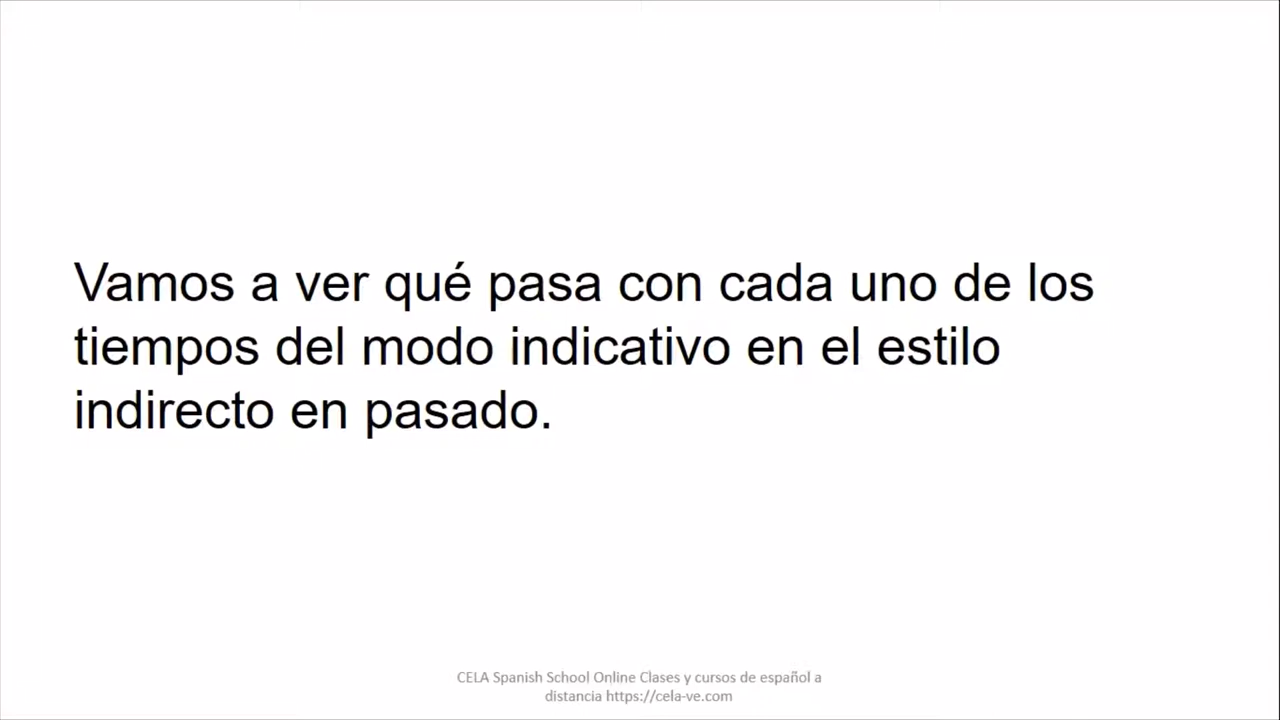 Vamos a ver qué pasa con cada uno de los
tiempos del modo indicativo en el estilo
indirecto en pasado.
CELA Spanish School Online Clases y cursos de español a
distancia https://cela-ve.com